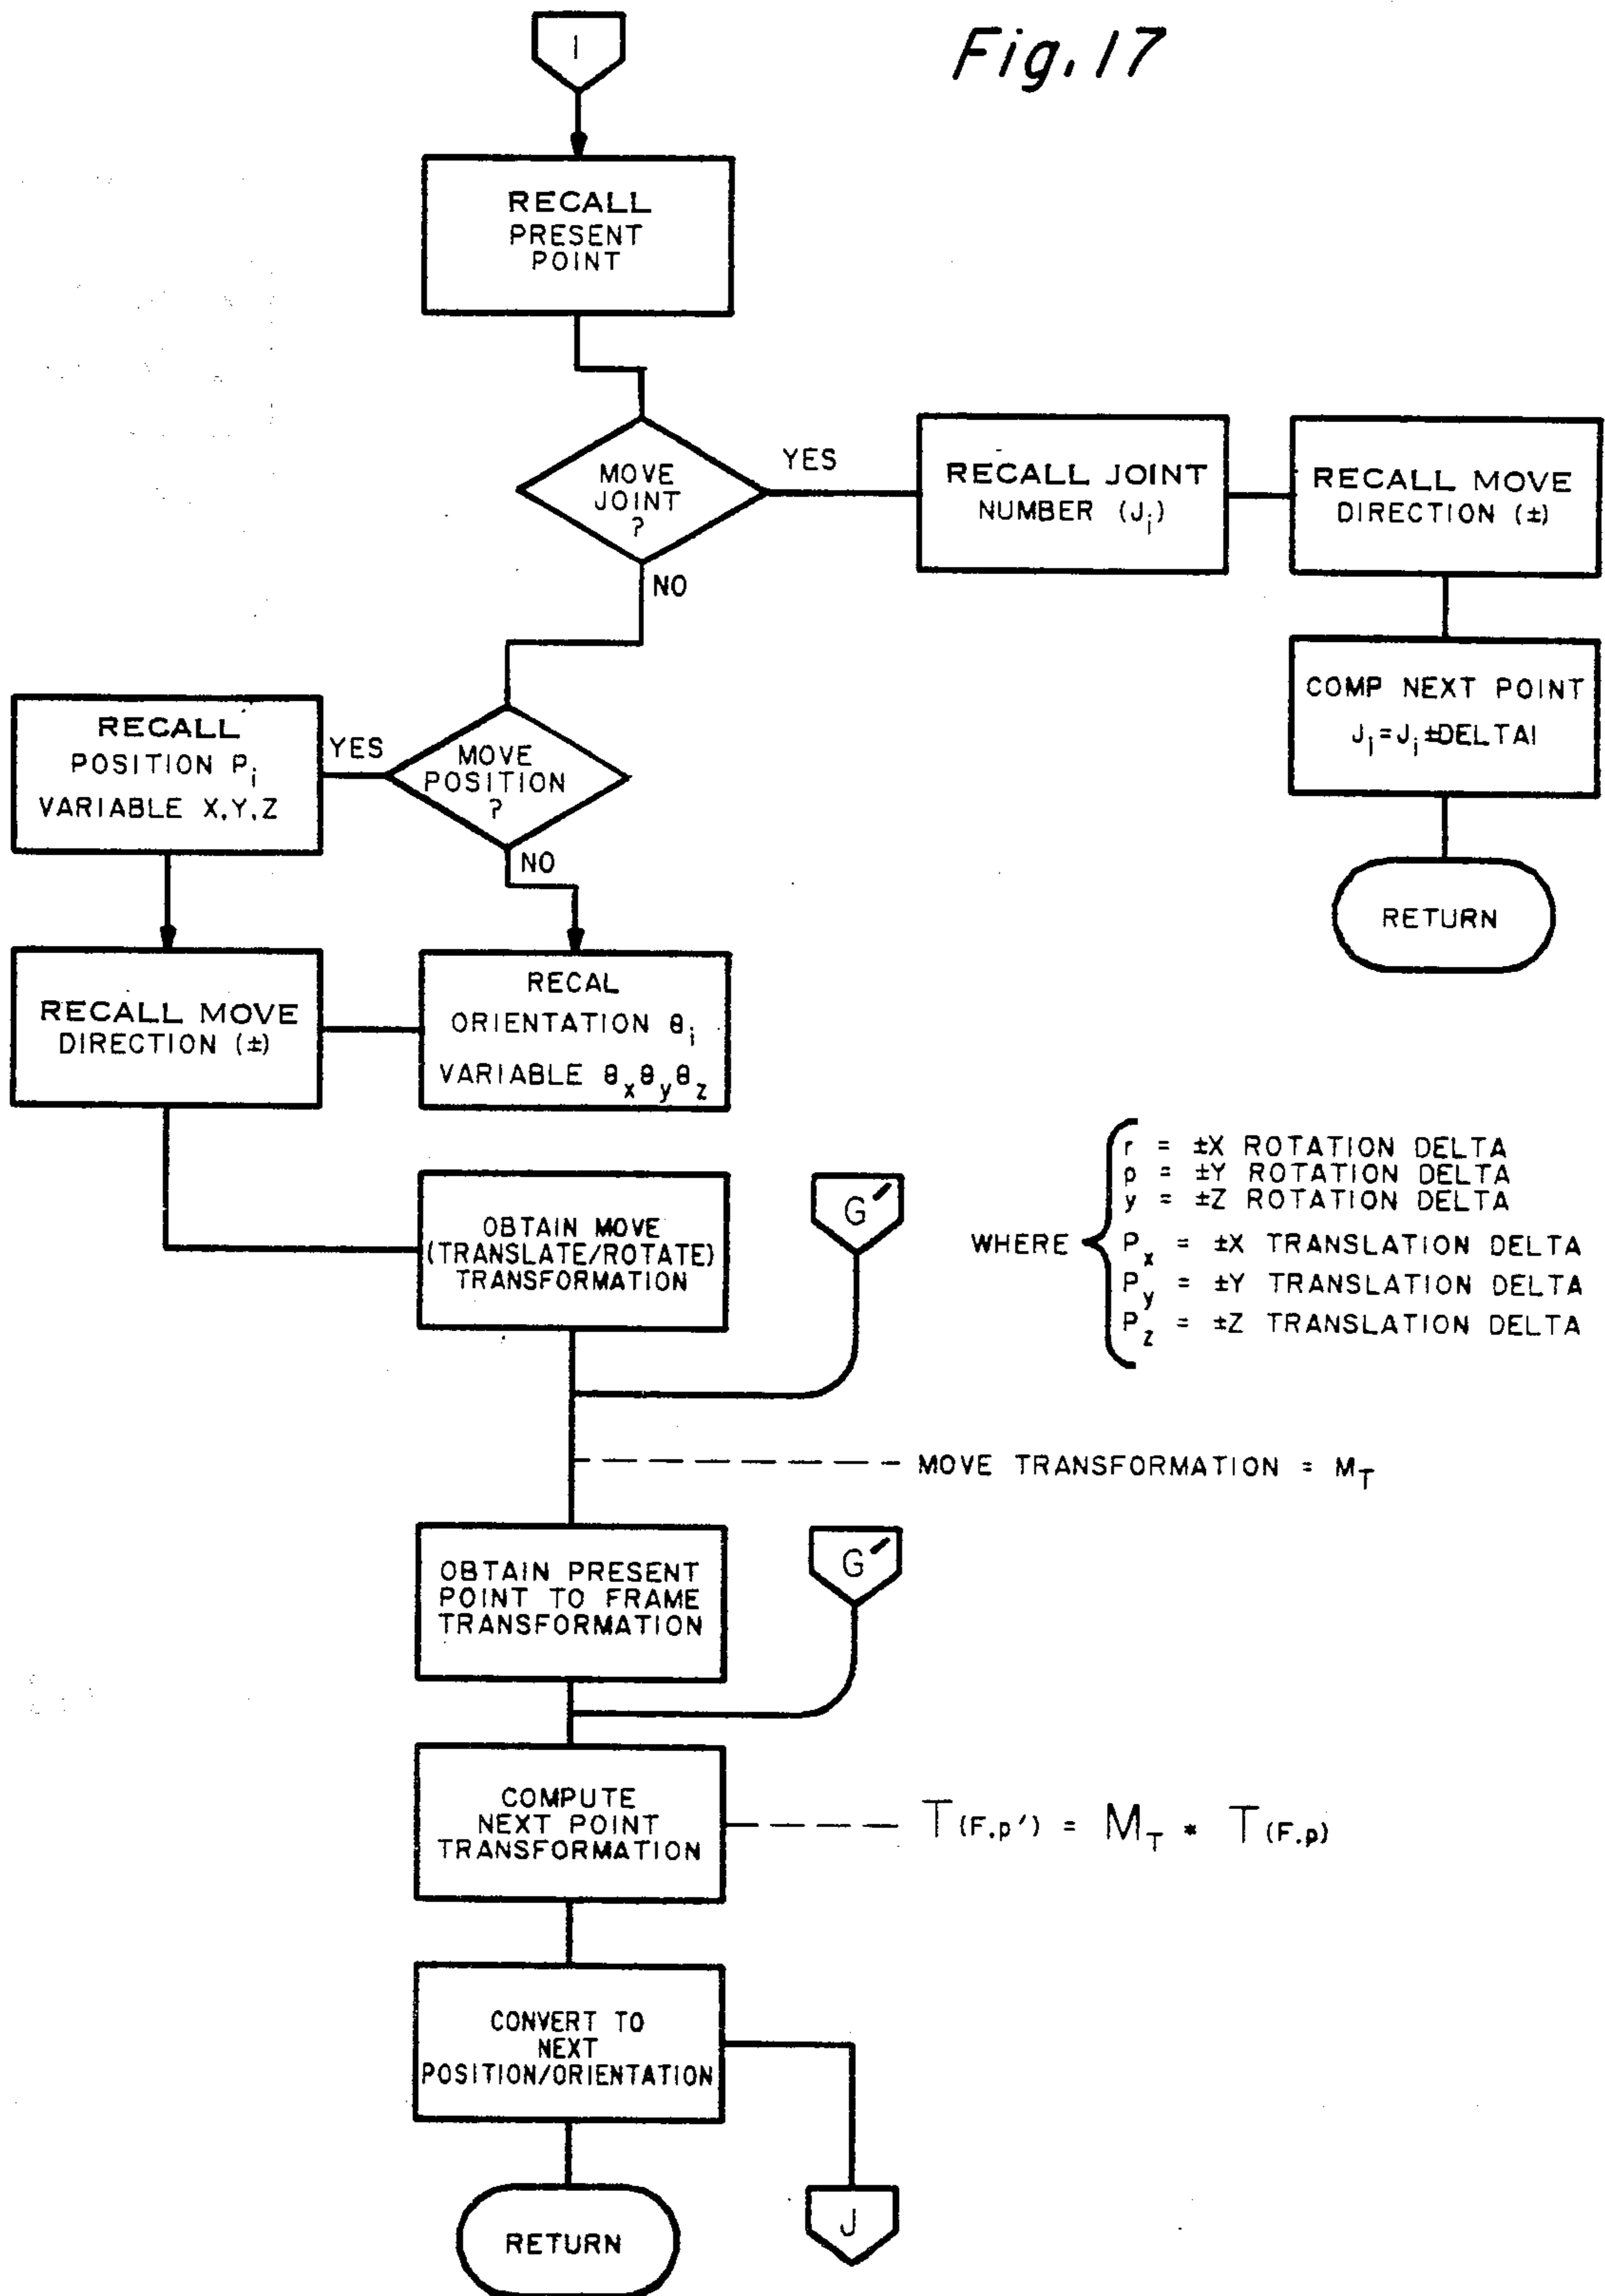 Fig. 17
I
RECALL
PRESENT
POINT
MOVE
JOINT
?
YES
NO
RECALL JOINT
NUMBER (Jᵢ)
RECALL MOVE
DIRECTION (±)
COMP NEXT POINT
Jᵢ=Jᵢ±DELTAI
RETURN
MOVE
POSITION
?
YES
NO
RECALL
POSITION Pᵢ
VARIABLE X,Y,Z
RECALL MOVE
DIRECTION (±)
RECAL
ORIENTATION θᵢ
VARIABLE θxθyθz
OBTAIN MOVE
(TRANSLATE/ROTATE)
TRANSFORMATION
G′
WHERE
r = ±X ROTATION DELTA
p = ±Y ROTATION DELTA
y = ±Z ROTATION DELTA
Px = ±X TRANSLATION DELTA
Py = ±Y TRANSLATION DELTA
Pz = ±Z TRANSLATION DELTA
MOVE TRANSFORMATION = MT
OBTAIN PRESENT
POINT TO FRAME
TRANSFORMATION
G′
COMPUTE
NEXT POINT
TRANSFORMATION
T(F,p′) = MT * T(F,p)
CONVERT TO
NEXT
POSITION/ORIENTATION
RETURN
J